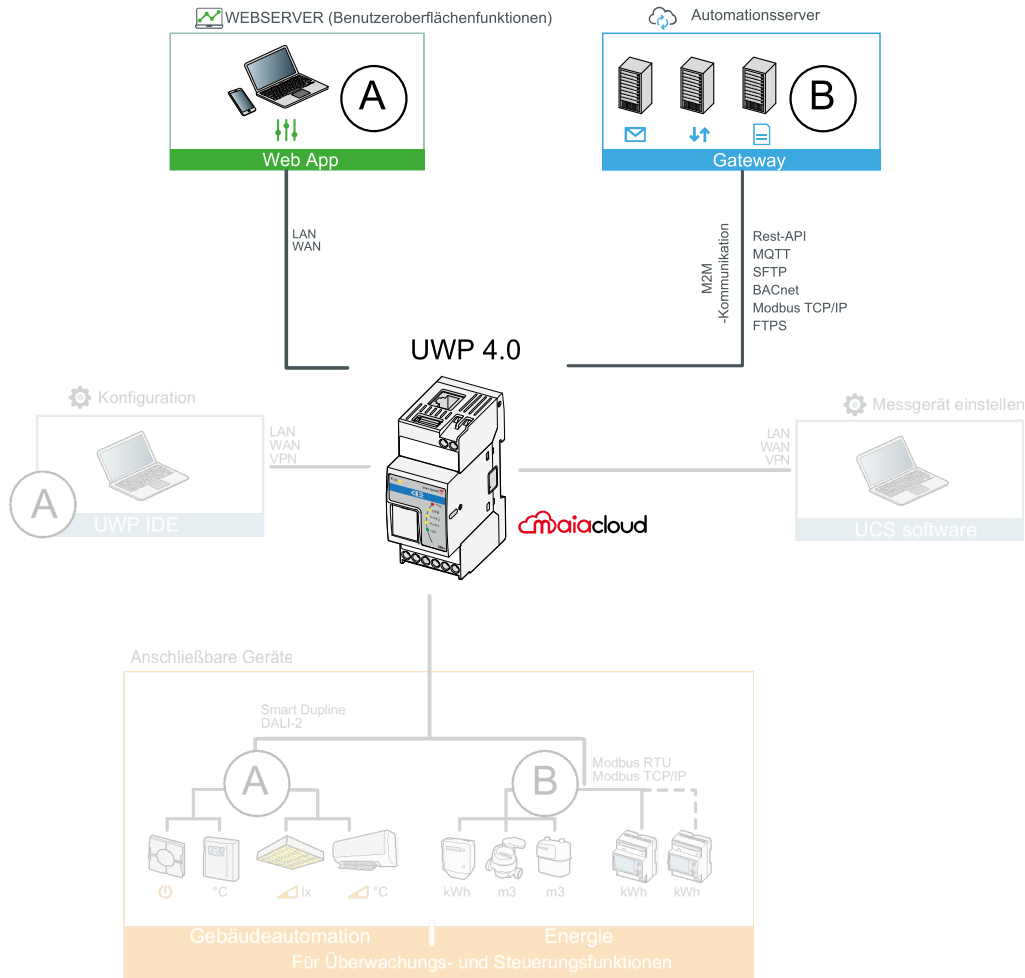 WEBSERVER (Benutzeroberflächenfunktionen)
Automationsserver
A
B
Web App
Gateway
LAN
WAN
M2M
-Kommunikation
Rest-API
MQTT
SFTP
BACnet
Modbus TCP/IP
FTPS
UWP 4.0
Konfiguration
Messgerät einstellen
LAN
WAN
VPN
LAN
WAN
VPN
A
UWP IDE
maiacloud
UCS software
Anschließbare Geräte
Smart Dupline
DALI-2
Modbus RTU
Modbus TCP/IP
A
B
°C
lx
°C
kWh
m3
m3
kWh
kWh
Gebäudeautomation
Energie
Für Überwachungs- und Steuerungsfunktionen